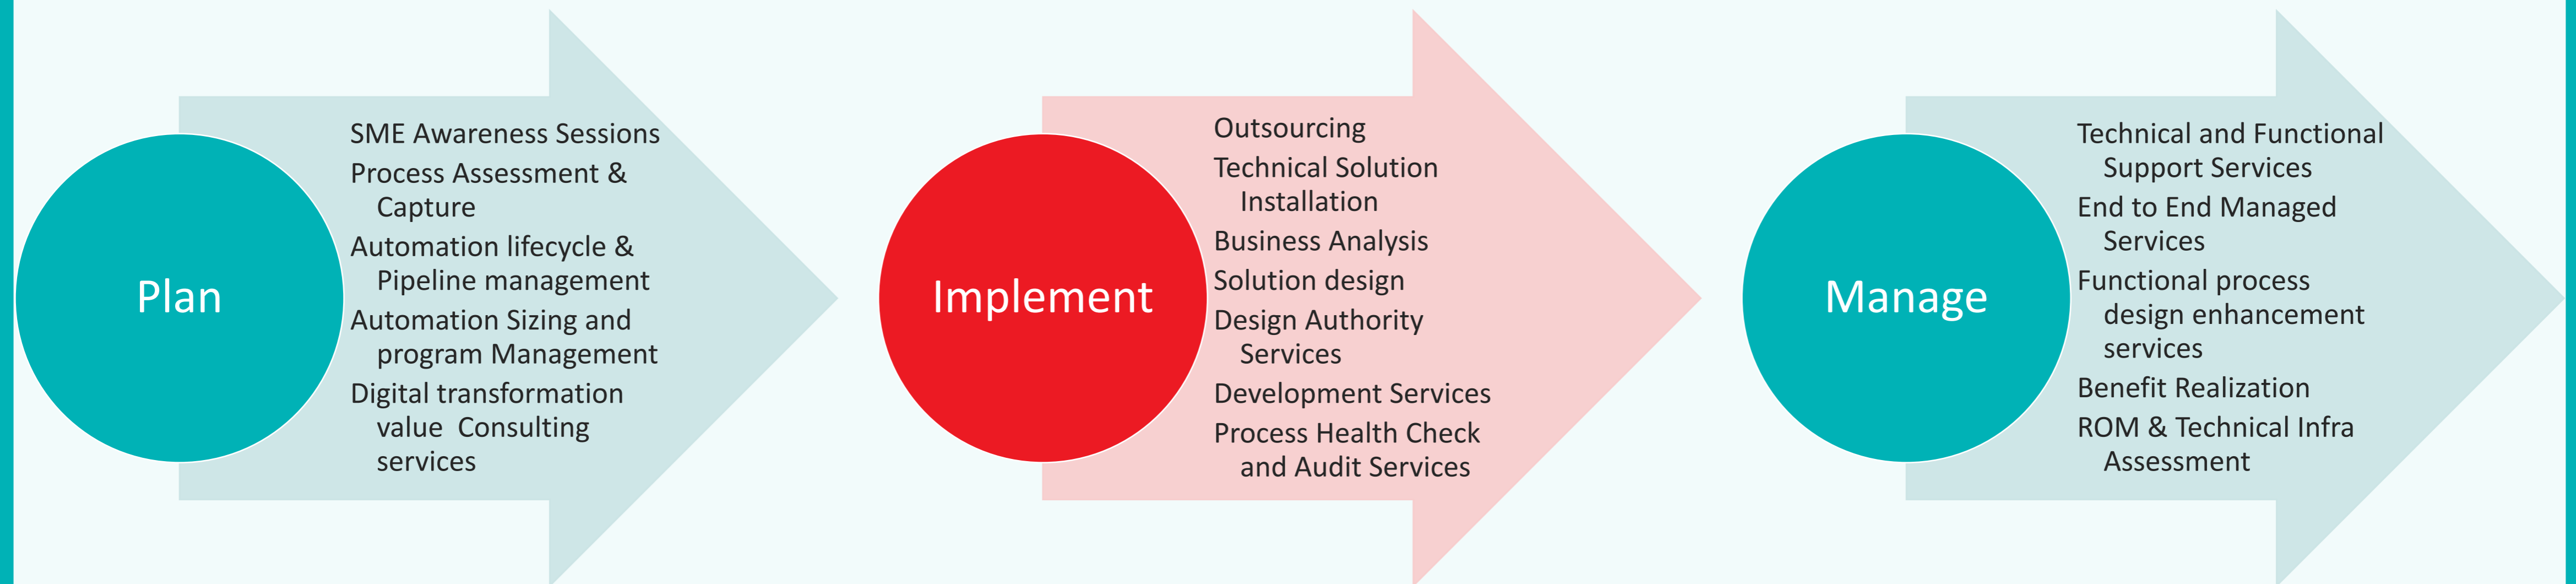 Plan
SME Awareness Sessions
Process Assessment &
Capture
Automation lifecycle &
Pipeline management
Automation Sizing and
program Management
Digital transformation
value  Consulting
services
Implement
Outsourcing
Technical Solution
Installation
Business Analysis
Solution design
Design Authority
Services
Development Services
Process Health Check
and Audit Services
Manage
Technical and Functional
Support Services
End to End Managed
Services
Functional process
design enhancement
services
Benefit Realization
ROM & Technical Infra
Assessment